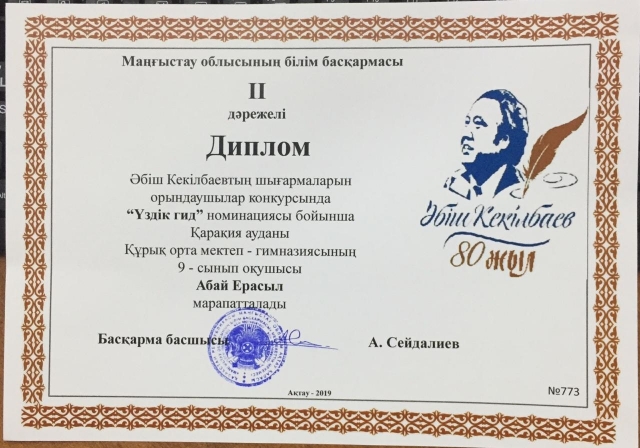 Маңғыстау облысының білім басқармасы
II
дәрежелі
Диплом
Әбіш Кекілбаевтың шығармаларын
орындаушылар конкурсында
“Үздік гид” номинациясы бойынша
Қарақия ауданы
Құрық орта мектеп - гимназиясының
9 - сынып оқушысы
Абай Ерасыл
марапатталады
Әбіш Кекілбаев
80 жыл
Басқарма басшысы
А. Сейдалиев
Ақтау - 2019
№773